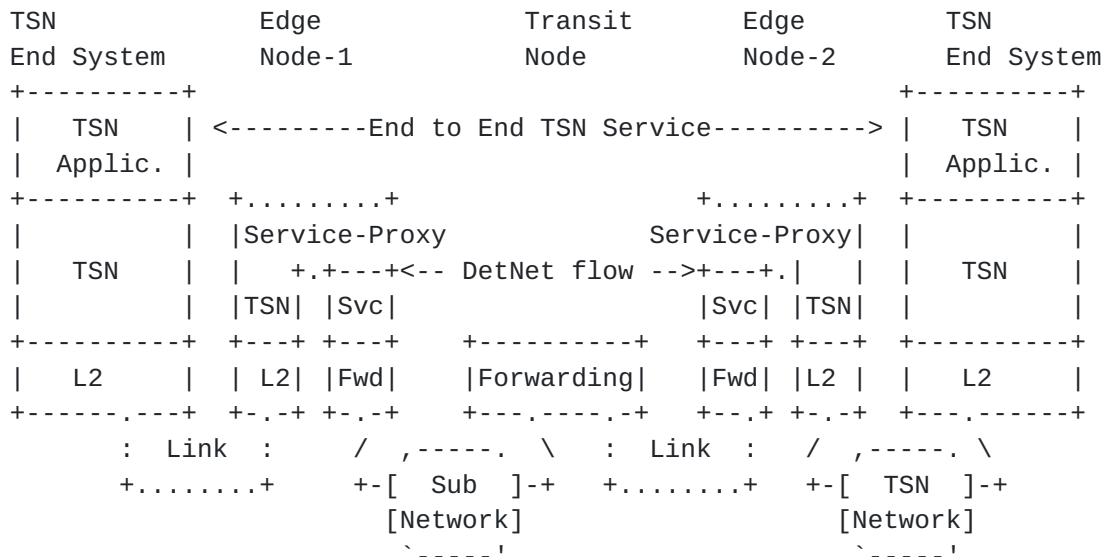 TSN              Edge            Transit       Edge         TSN
End System      Node-1           Node          Node-2       End System
+----------+                                             +----------+
|   TSN    | <---------End to End TSN Service----------> |   TSN    |
|  Applic. |                                             |  Applic. |
+----------+  +.........+                   +.........+  +----------+
|          |  |Service-Proxy             Service-Proxy|  |          |
|   TSN    |  |   +.+---+<-- DetNet flow -->+---+.|   |  |   TSN    |
|          |  |TSN| |Svc|                   |Svc| |TSN|  |          |
+----------+  +---+ +---+    +----------+   +---+ +---+  +----------+
|   L2     |  | L2| |Fwd|    |Forwarding|   |Fwd| |L2 |  |   L2     |
+------.---+  +-.-+ +-.-+    +---.----.-+   +--.+ +-.-+  +---.------+
       :  Link  :     /  ,-----.  \   :  Link  :   /  ,-----. \
       +........+     +-[  Sub  ]-+   +........+   +-[  TSN  ]-+
                        [Network]                    [Network]
                         `-----'                      `-----'